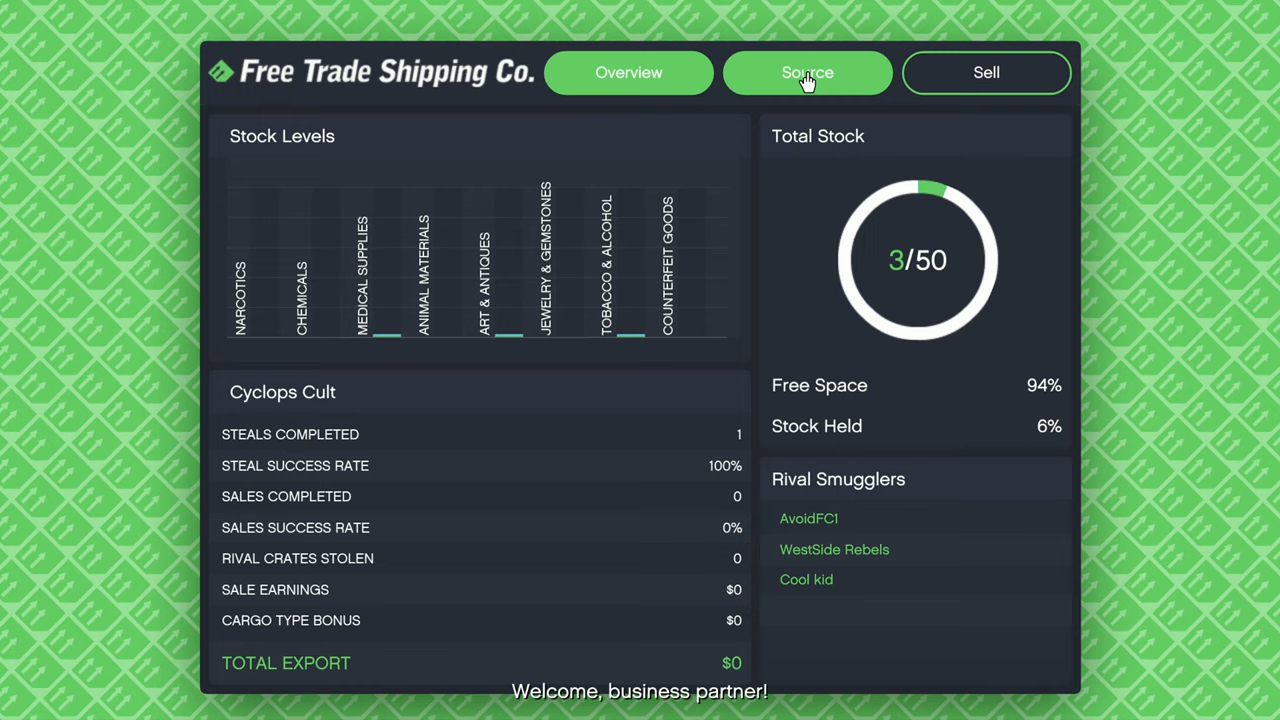 Free Trade Shipping Co.
Overview
Source
Sell
Stock Levels
NARCOTICS
CHEMICALS
MEDICAL SUPPLIES
ANIMAL MATERIALS
ART & ANTIQUES
JEWELRY & GEMSTONES
TOBACCO & ALCOHOL
COUNTERFEIT GOODS
Total Stock
3/50
Free Space 94%
Stock Held 6%
Cyclops Cult
STEALS COMPLETED 1
STEAL SUCCESS RATE 100%
SALES COMPLETED 0
SALES SUCCESS RATE 0%
RIVAL CRATES STOLEN 0
SALE EARNINGS $0
CARGO TYPE BONUS $0
TOTAL EXPORT $0
Rival Smugglers
AvoidFC1
WestSide Rebels
Cool kid
Welcome, business partner!